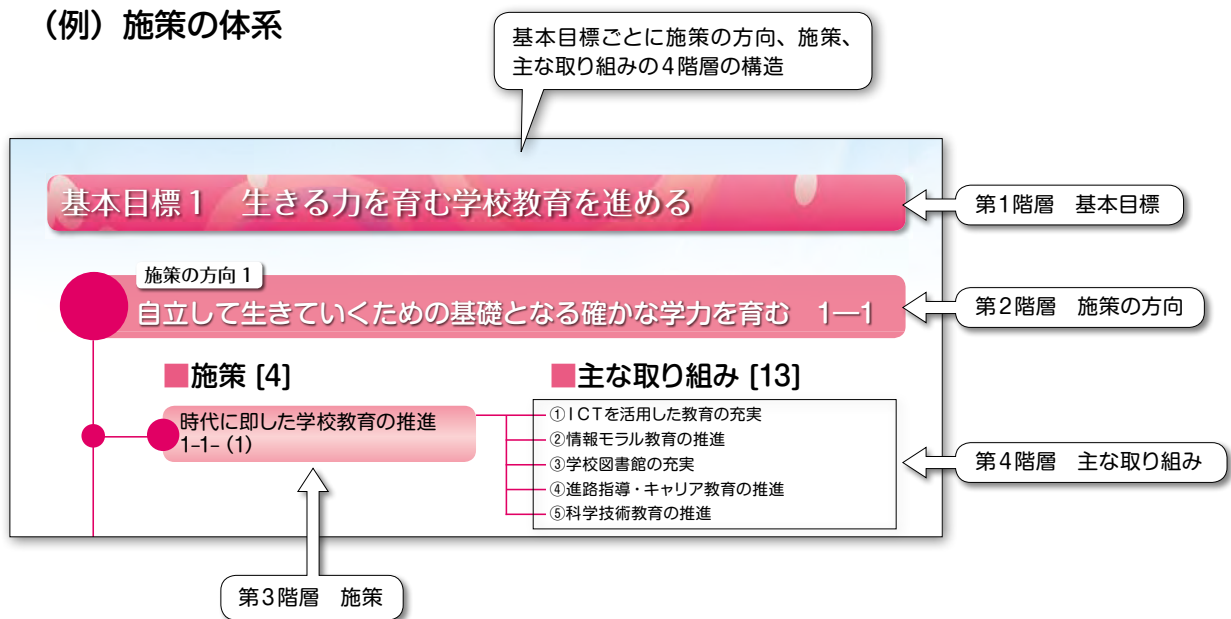 （例）施策の体系
基本目標ごとに施策の方向、施策、
主な取り組みの4階層の構造
基本目標１　生きる力を育む学校教育を進める
第1階層　基本目標
施策の方向 1
自立して生きていくための基礎となる確かな学力を育む　1―1
第2階層　施策の方向
■施策 [4]
■主な取り組み [13]
時代に即した学校教育の推進
1-1- (1)
①ＩＣＴを活用した教育の充実
②情報モラル教育の推進
③学校図書館の充実
④進路指導・キャリア教育の推進
⑤科学技術教育の推進
第4階層　主な取り組み
第3階層　施策